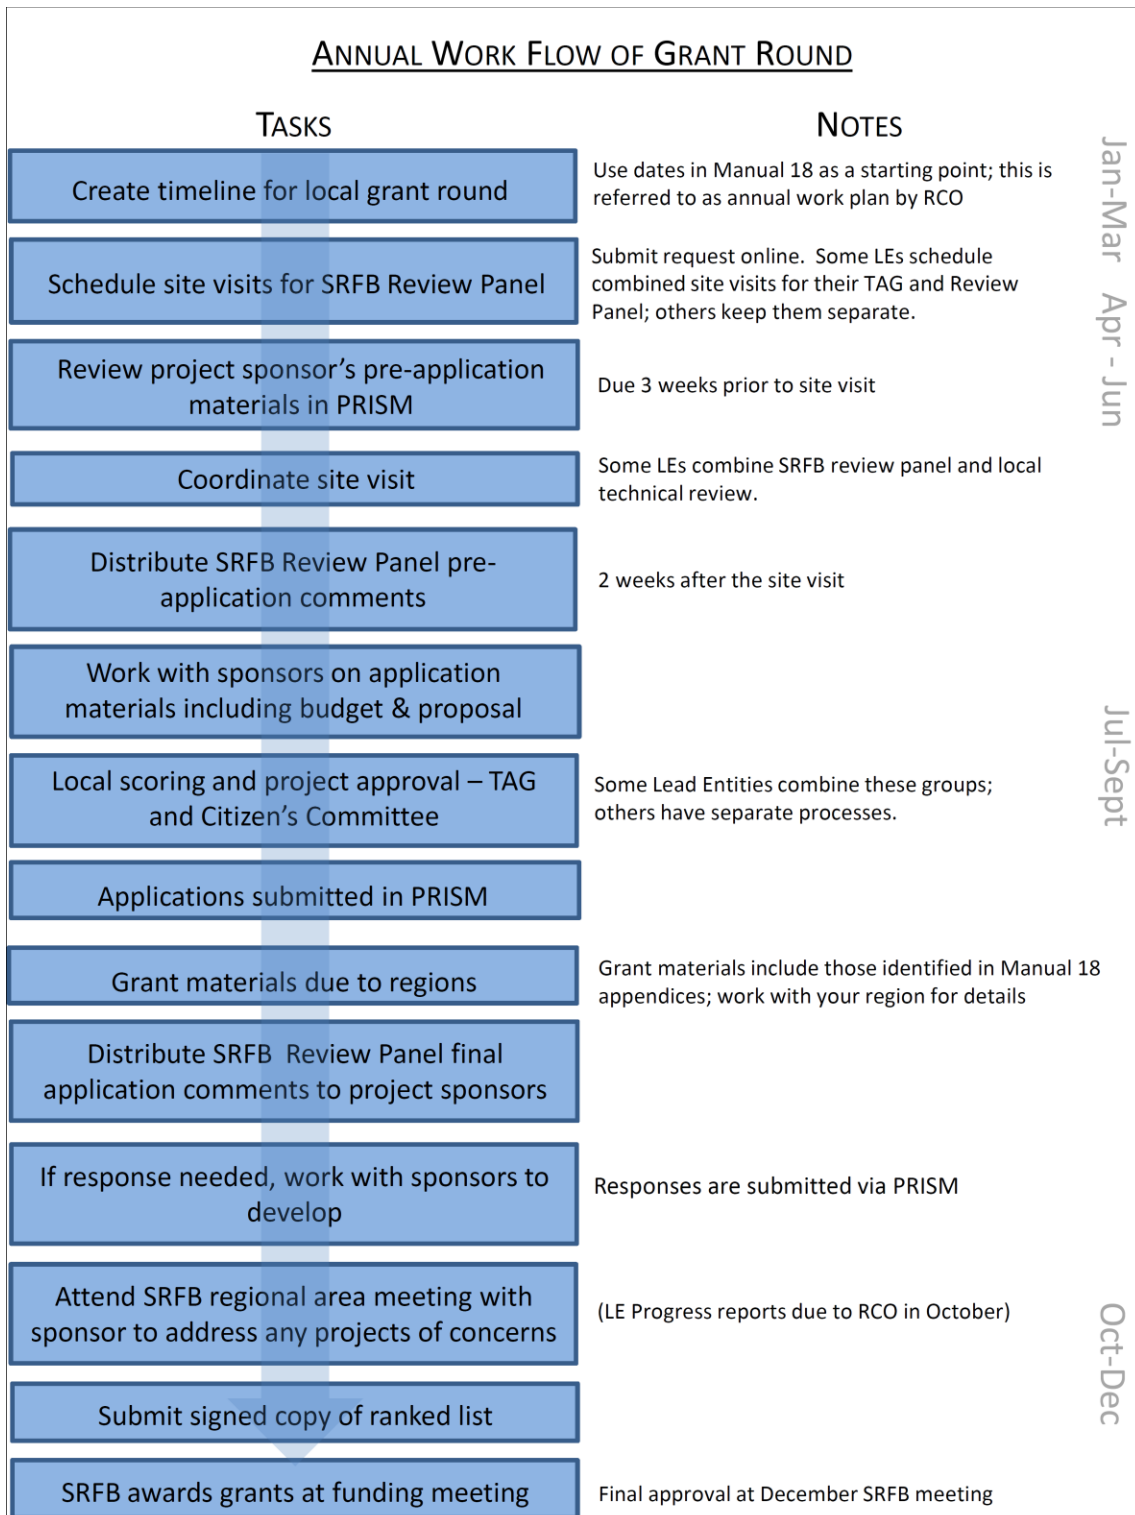 ANNUAL WORK FLOW OF GRANT ROUND
TASKS
NOTES
Create timeline for local grant round
Use dates in Manual 18 as a starting point; this is
referred to as annual work plan by RCO
Schedule site visits for SRFB Review Panel
Submit request online.  Some LEs schedule
combined site visits for their TAG and Review
Panel; others keep them separate.
Review project sponsor’s pre-application
materials in PRISM
Due 3 weeks prior to site visit
Coordinate site visit
Some LEs combine SRFB review panel and local
technical review.
Distribute SRFB Review Panel pre-
application comments
2 weeks after the site visit
Work with sponsors on application
materials including budget & proposal
Local scoring and project approval – TAG
and Citizen’s Committee
Some Lead Entities combine these groups;
others have separate processes.
Applications submitted in PRISM
Grant materials due to regions
Grant materials include those identified in Manual 18
appendices; work with your region for details
Distribute SRFB  Review Panel final
application comments to project sponsors
If response needed, work with sponsors to
develop
Responses are submitted via PRISM
Attend SRFB regional area meeting with
sponsor to address any projects of concerns
(LE Progress reports due to RCO in October)
Submit signed copy of ranked list
SRFB awards grants at funding meeting
Final approval at December SRFB meeting
Jan-Mar
Apr - Jun
Jul-Sept
Oct-Dec